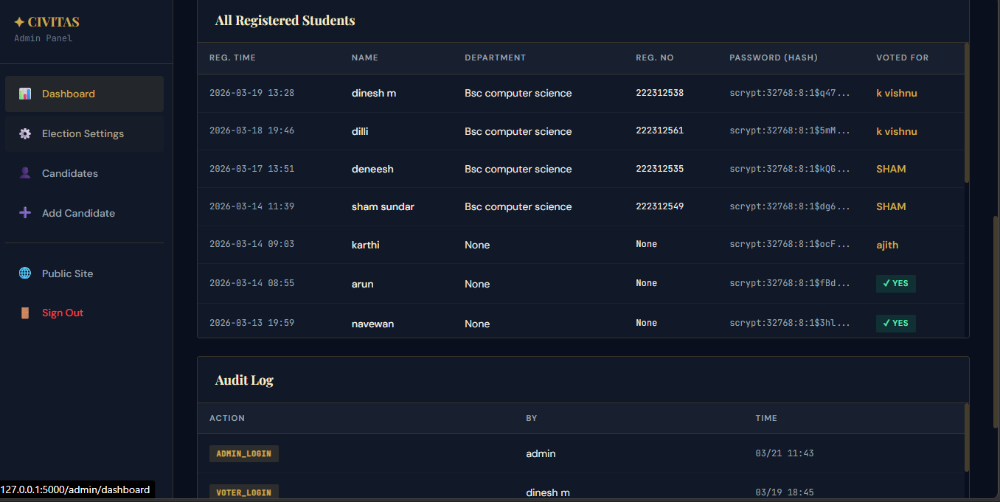 ✦ CIVITAS
Admin Panel
Dashboard
Election Settings
Candidates
Add Candidate
Public Site
Sign Out
All Registered Students
REG. TIME NAME DEPARTMENT REG. NO PASSWORD (HASH) VOTED FOR
2026-03-19 13:28 dinesh m Bsc computer science 222312538 scrypt:32768:8:1$q47... k vishnu
2026-03-18 19:46 dilli Bsc computer science 222312561 scrypt:32768:8:1$5mM... k vishnu
2026-03-17 13:51 deneesh Bsc computer science 222312535 scrypt:32768:8:1$kQG... SHAM
2026-03-14 11:39 sham sundar Bsc computer science 222312549 scrypt:32768:8:1$dg6... SHAM
2026-03-14 09:03 karthi None None scrypt:32768:8:1$ocF... ajith
2026-03-14 08:55 arun None None scrypt:32768:8:1$fBd... ✓ YES
2026-03-13 19:59 navewan None None scrypt:32768:8:1$3hl... ✓ YES
Audit Log
ACTION BY TIME
ADMIN_LOGIN admin 03/21 11:43
VOTER_LOGIN dinesh m 03/19 18:45
127.0.0.1:5000/admin/dashboard